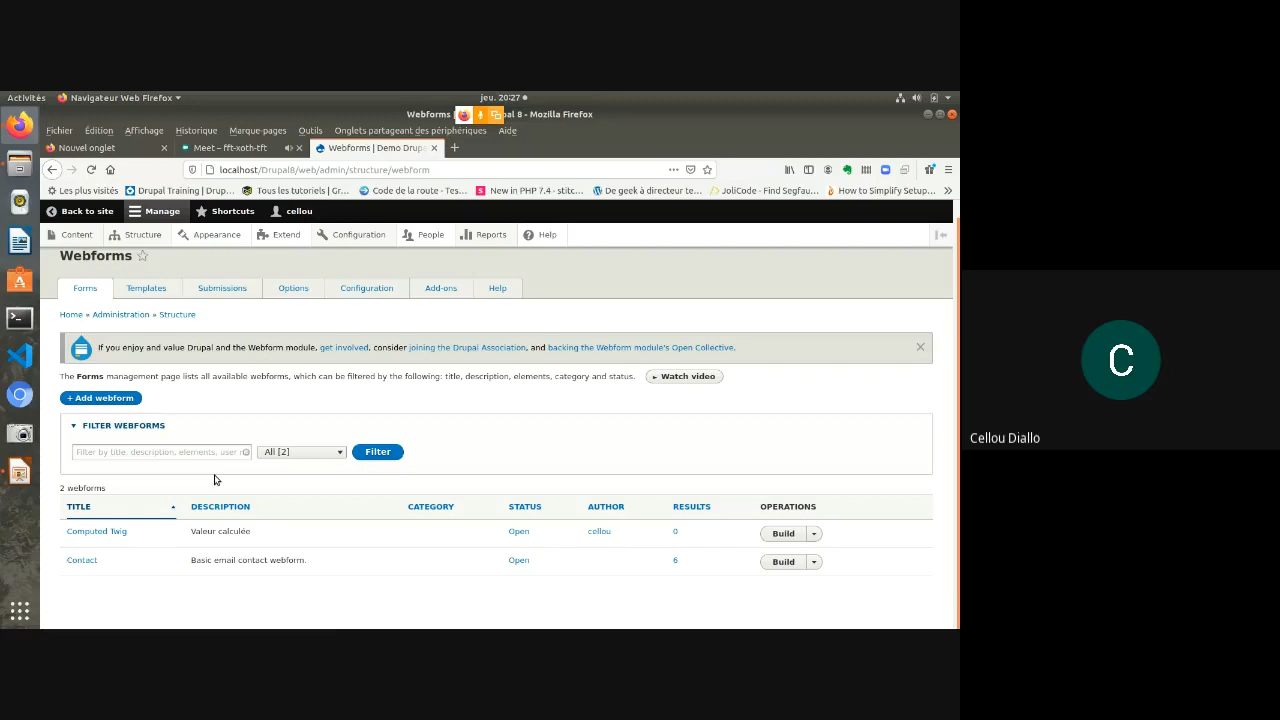 Activités Navigateur Web Firefox jeu. 20:27
Webforms pal 8 - Mozilla Firefox
Fichier Édition Affichage Historique Marque-pages Outils Onglets partageant des périphériques Aide
Nouvel onglet Meet – fft-xoth-tft Webforms | Demo Drupa
localhost/Drupal8/web/admin/structure/webform
Les plus visités Drupal Training | Drup... Tous les tutoriels | Gr... Code de la route - Tes... New in PHP 7.4 - stitc... De geek à directeur te... JoliCode - Find Segfau... How to Simplify Setup...
Back to site Manage Shortcuts cellou
Content Structure Appearance Extend Configuration People Reports Help
Webforms
Forms Templates Submissions Options Configuration Add-ons Help
Home » Administration » Structure
If you enjoy and value Drupal and the Webform module, get involved, consider joining the Drupal Association, and backing the Webform module's Open Collective.
The Forms management page lists all available webforms, which can be filtered by the following: title, description, elements, category and status. Watch video
+ Add webform
FILTER WEBFORMS
Filter by title, description, elements, user n All [2] Filter
2 webforms
TITLE DESCRIPTION CATEGORY STATUS AUTHOR RESULTS OPERATIONS
Computed Twig Valeur calculée Open cellou 0 Build
Contact Basic email contact webform. Open 6 Build
C
Cellou Diallo